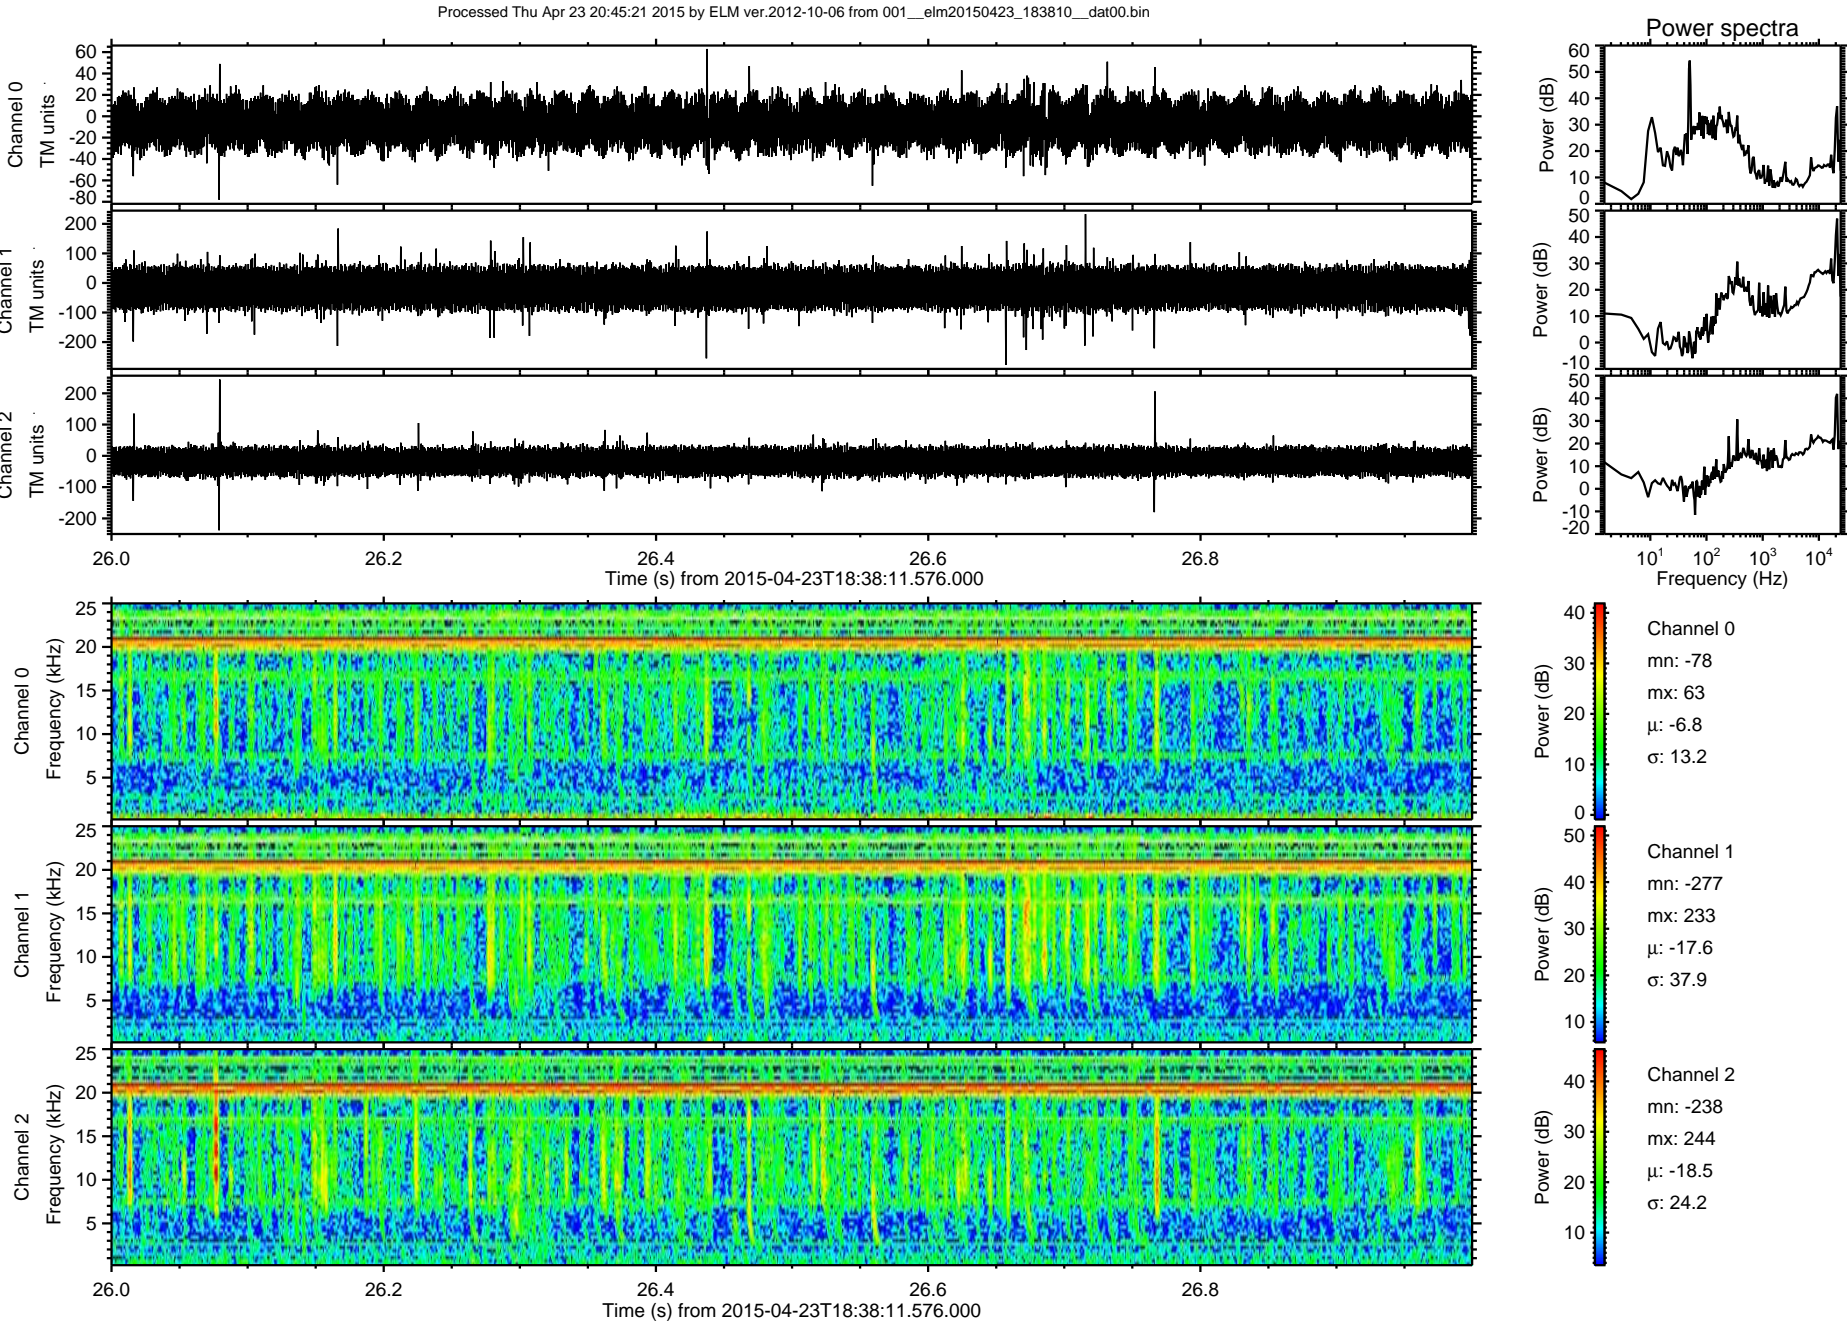 Processed Thu Apr 23 20:45:21 2015 by ELM ver.2012-10-06 from 001__elm20150423_183810__dat00.bin
Power spectra
Channel 0
TM units
60
40
20
0
-20
-40
-60
-80
Power (dB)
60
50
40
30
20
10
0
Channel 1
TM units
200
100
0
-100
-200
Power (dB)
50
40
30
20
10
0
-10
Channel 2
TM units
200
100
0
-100
-200
Power (dB)
50
40
30
20
10
0
-10
-20
26.0 26.2 26.4 26.6 26.8
Time (s) from 2015-04-23T18:38:11.576.000
10¹ 10² 10³ 10⁴
Frequency (Hz)
Channel 0
Frequency (kHz)
25
20
15
10
5
Power (dB)
40
30
20
10
0
Channel 0
mn: -78
mx: 63
µ: -6.8
σ: 13.2
Channel 1
Frequency (kHz)
25
20
15
10
5
Power (dB)
50
40
30
20
10
Channel 1
mn: -277
mx: 233
µ: -17.6
σ: 37.9
Channel 2
Frequency (kHz)
25
20
15
10
5
Power (dB)
40
30
20
10
Channel 2
mn: -238
mx: 244
µ: -18.5
σ: 24.2
26.0 26.2 26.4 26.6 26.8
Time (s) from 2015-04-23T18:38:11.576.000